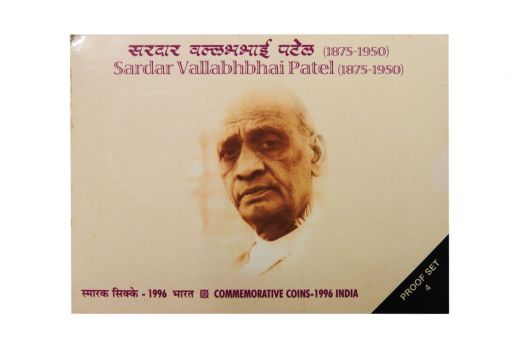 सरदार वल्लभभाई पटेल (1875-1950)
Sardar Vallabhbhai Patel (1875-1950)
स्मारक सिक्के - 1996 भारत ֍ COMMEMORATIVE COINS-1996 INDIA
PROOF SET
4